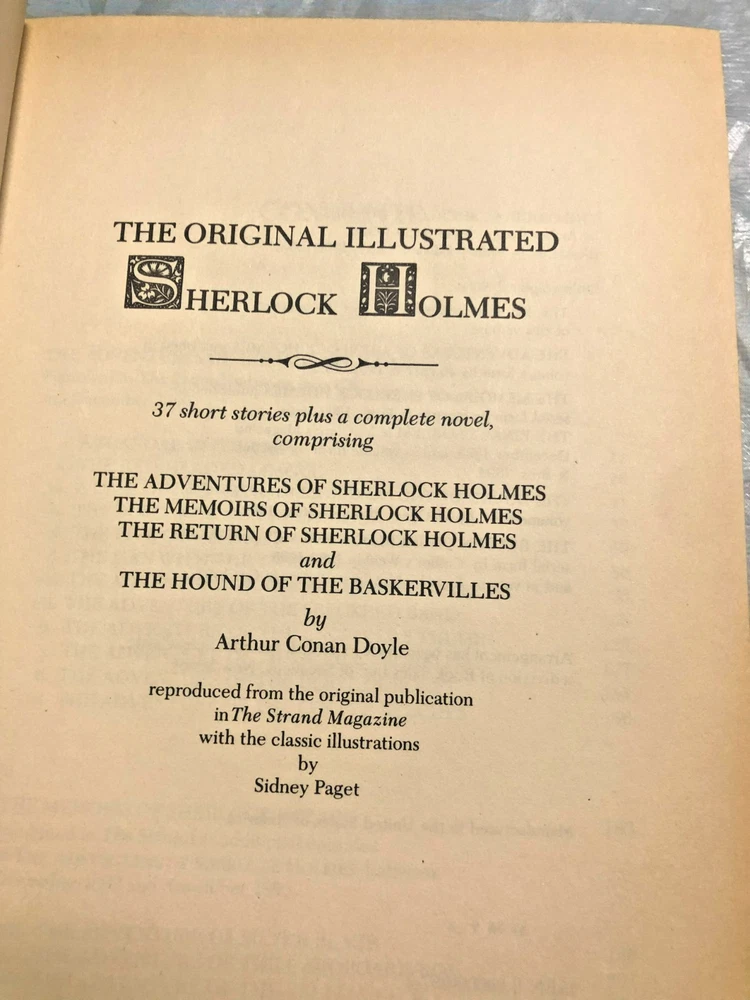 THE ORIGINAL ILLUSTRATED
SHERLOCK HOLMES
37 short stories plus a complete novel,
comprising
THE ADVENTURES OF SHERLOCK HOLMES
THE MEMOIRS OF SHERLOCK HOLMES
THE RETURN OF SHERLOCK HOLMES
and
THE HOUND OF THE BASKERVILLES
by
Arthur Conan Doyle
reproduced from the original publication
in The Strand Magazine
with the classic illustrations
by
Sidney Paget